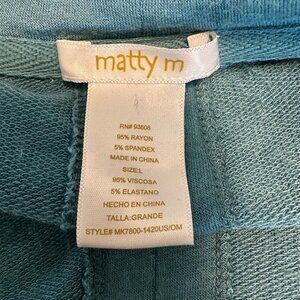 matty m
RN# 93608
95% RAYON
5% SPANDEX
MADE IN CHINA
SIZE:L
95% VISCOSA
5% ELASTANO
HECHO EN CHINA
TALLA:GRANDE
STYLE# MK7800-1420US/OM